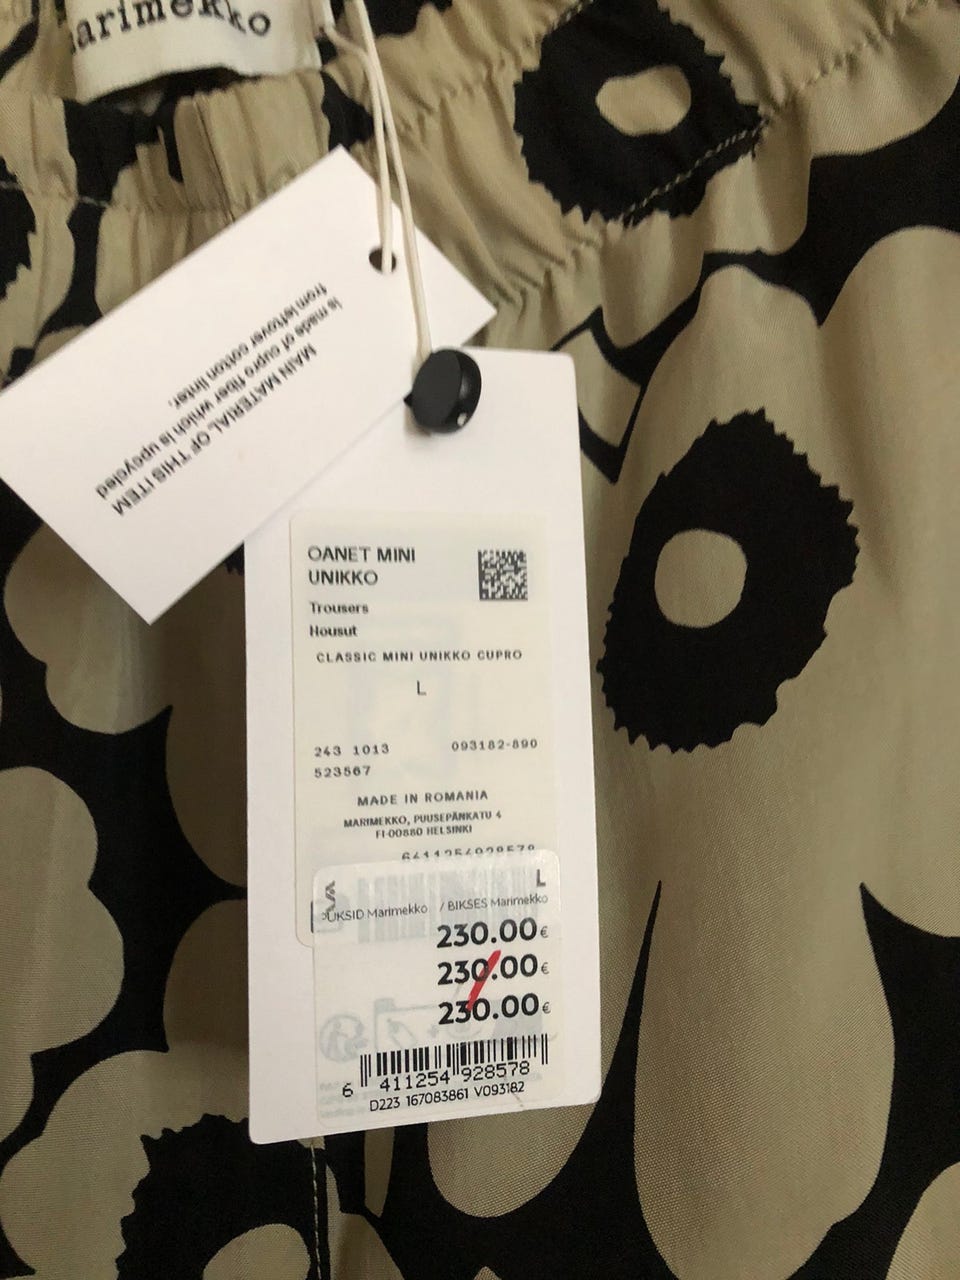 marimekko
MAIN MATERIAL OF THIS ITEM
is made of cupro fiber which is upcycled
from leftover cotton linter.
OANET MINI
UNIKKO
Trousers
Housut
CLASSIC MINI UNIKKO CUPRO
L
243 1013 093182-890
523567
MADE IN ROMANIA
MARIMEKKO, PUUSEPÄNKATU 4
FI-00880 HELSINKI
6411254928578
L
PÜKSID Marimekko / BIKSES Marimekko
230.00€
230.00€
230.00€
6 411254 928578
D223 167083861 V093182